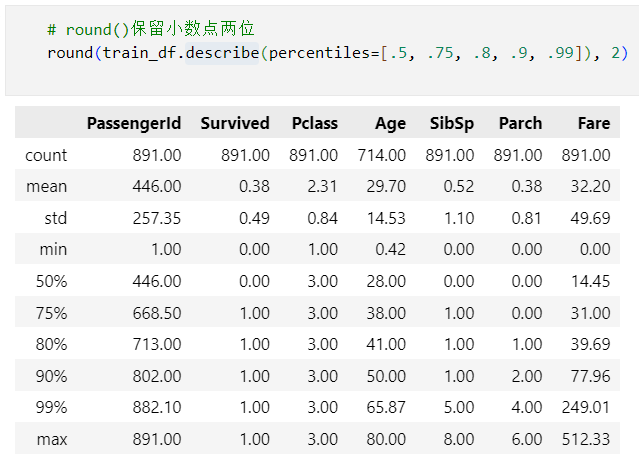 # round()保留小数点两位
round(train_df.describe(percentiles=[.5, .75, .8, .9, .99]), 2)
PassengerId Survived Pclass Age SibSp Parch Fare
count 891.00 891.00 891.00 714.00 891.00 891.00 891.00
mean 446.00 0.38 2.31 29.70 0.52 0.38 32.20
std 257.35 0.49 0.84 14.53 1.10 0.81 49.69
min 1.00 0.00 1.00 0.42 0.00 0.00 0.00
50% 446.00 0.00 3.00 28.00 0.00 0.00 14.45
75% 668.50 1.00 3.00 38.00 1.00 0.00 31.00
80% 713.00 1.00 3.00 41.00 1.00 1.00 39.69
90% 802.00 1.00 3.00 50.00 1.00 2.00 77.96
99% 882.10 1.00 3.00 65.87 5.00 4.00 249.01
max 891.00 1.00 3.00 80.00 8.00 6.00 512.33